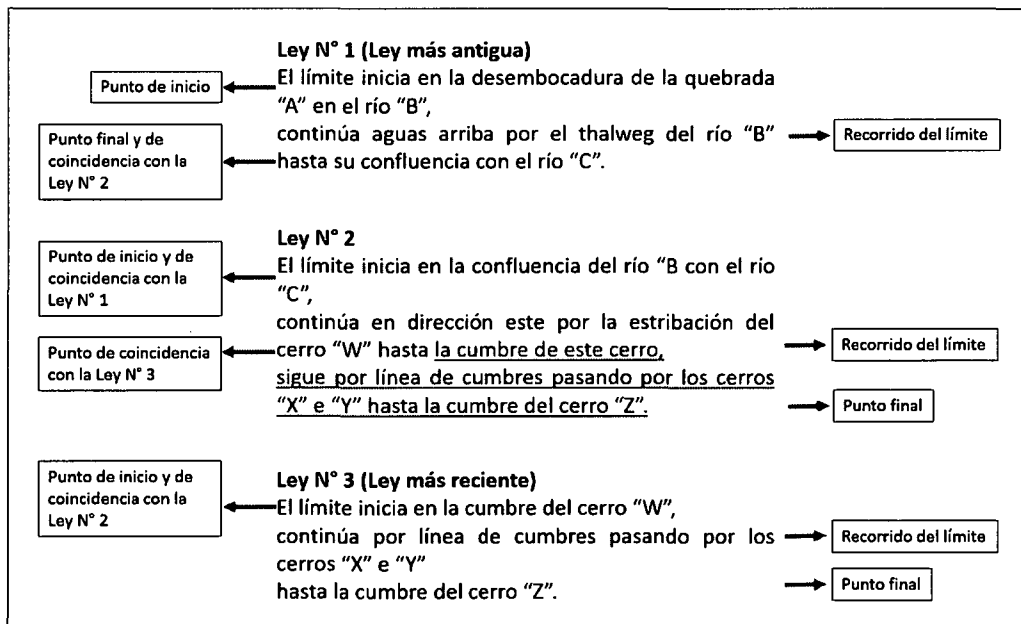 Ley N° 1 (Ley más antigua)
Punto de inicio
El límite inicia en la desembocadura de la quebrada
"A" en el río "B",
Punto final y de
coincidencia con la
Ley N° 2
continúa aguas arriba por el thalweg del río "B"
hasta su confluencia con el río "C".
Recorrido del límite
Ley N° 2
Punto de inicio y de
coincidencia con la
Ley N° 1
El límite inicia en la confluencia del río "B con el río
"C",
Punto de coincidencia
con la Ley N° 3
continúa en dirección este por la estribación del
cerro "W" hasta la cumbre de este cerro,
sigue por línea de cumbres pasando por los cerros
"X" e "Y" hasta la cumbre del cerro "Z".
Recorrido del límite
Punto final
Ley N° 3 (Ley más reciente)
Punto de inicio y de
coincidencia con la
Ley N° 2
El límite inicia en la cumbre del cerro "W",
continúa por línea de cumbres pasando por los
cerros "X" e "Y"
hasta la cumbre del cerro "Z".
Recorrido del límite
Punto final